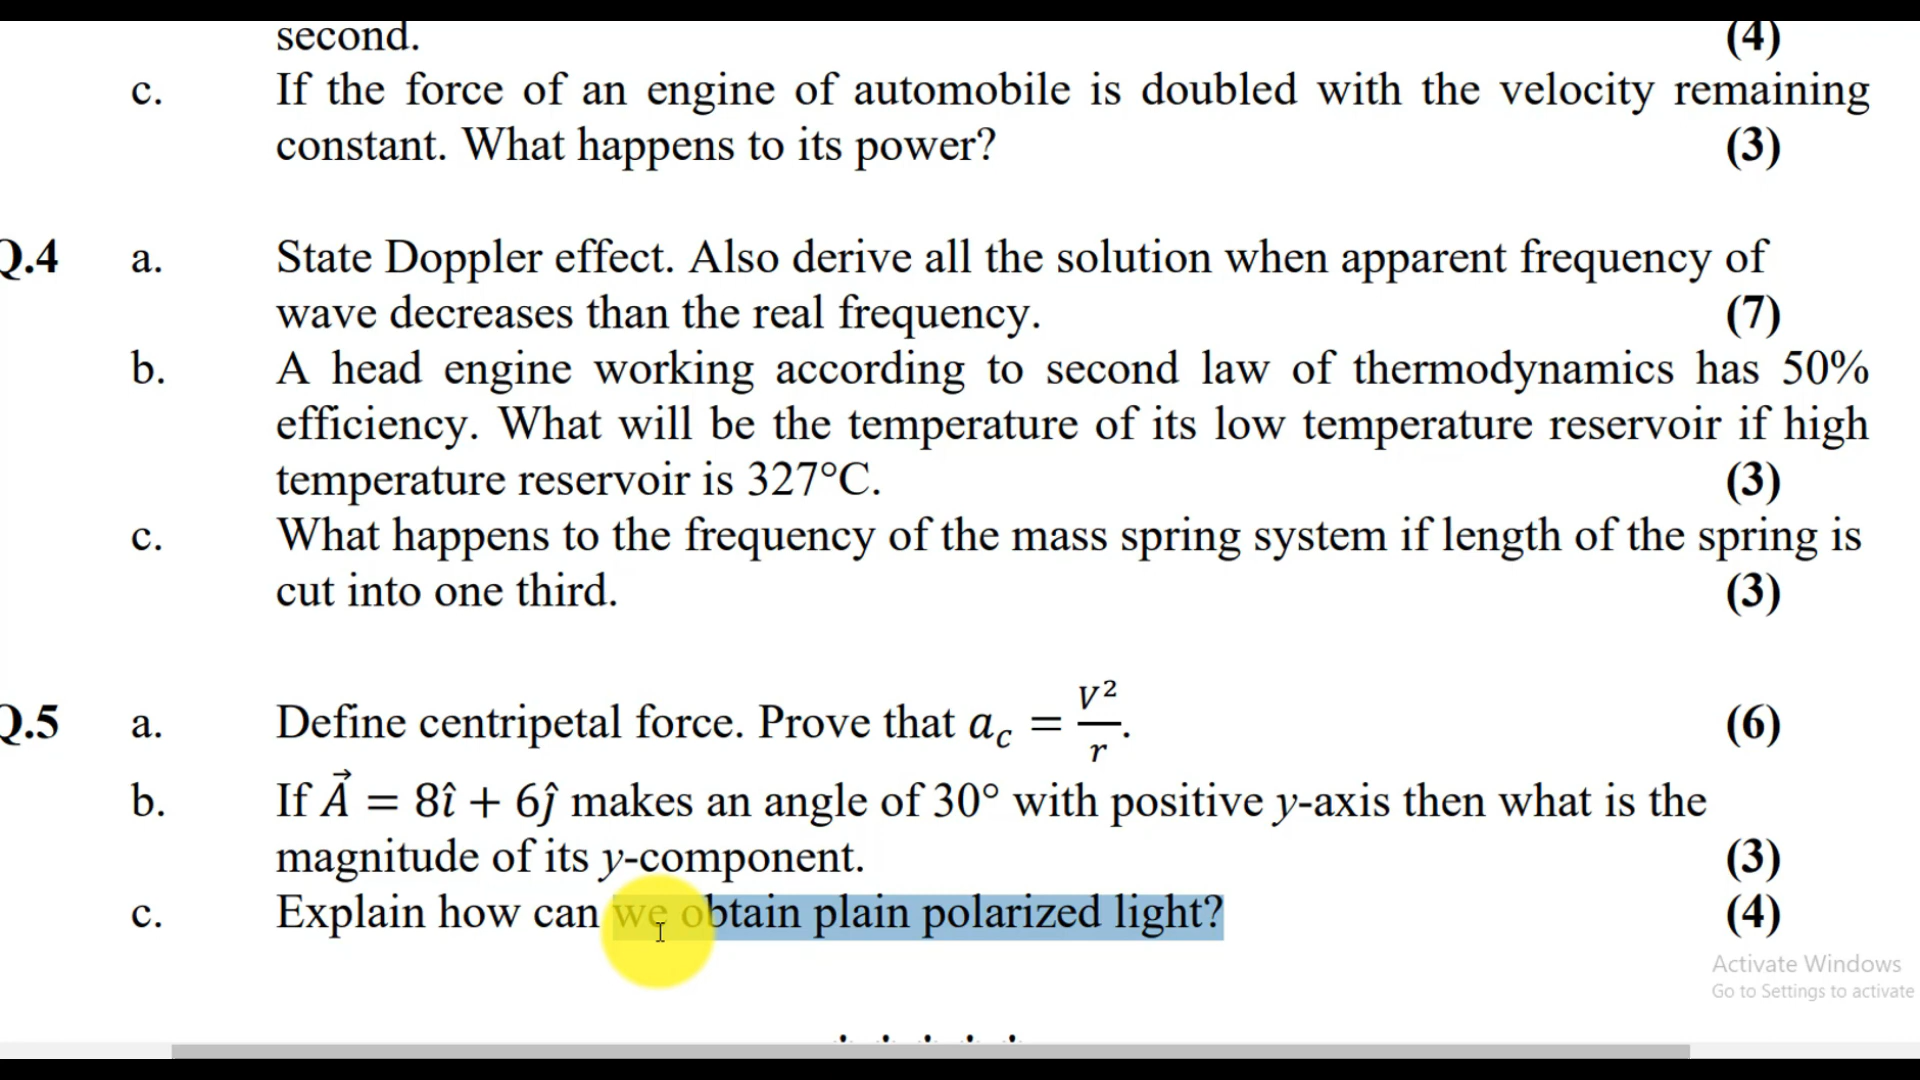 second. (4)
c. If the force of an engine of automobile is doubled with the velocity remaining
constant. What happens to its power? (3)
Q.4 a. State Doppler effect. Also derive all the solution when apparent frequency of
wave decreases than the real frequency. (7)
b. A head engine working according to second law of thermodynamics has 50%
efficiency. What will be the temperature of its low temperature reservoir if high
temperature reservoir is 327°C. (3)
c. What happens to the frequency of the mass spring system if length of the spring is
cut into one third. (3)
Q.5 a. Define centripetal force. Prove that a_c = V²/r. (6)
b. If A⃗ = 8î + 6ĵ makes an angle of 30° with positive y-axis then what is the
magnitude of its y-component. (3)
c. Explain how can we obtain plain polarized light? (4)
Activate Windows
Go to Settings to activate